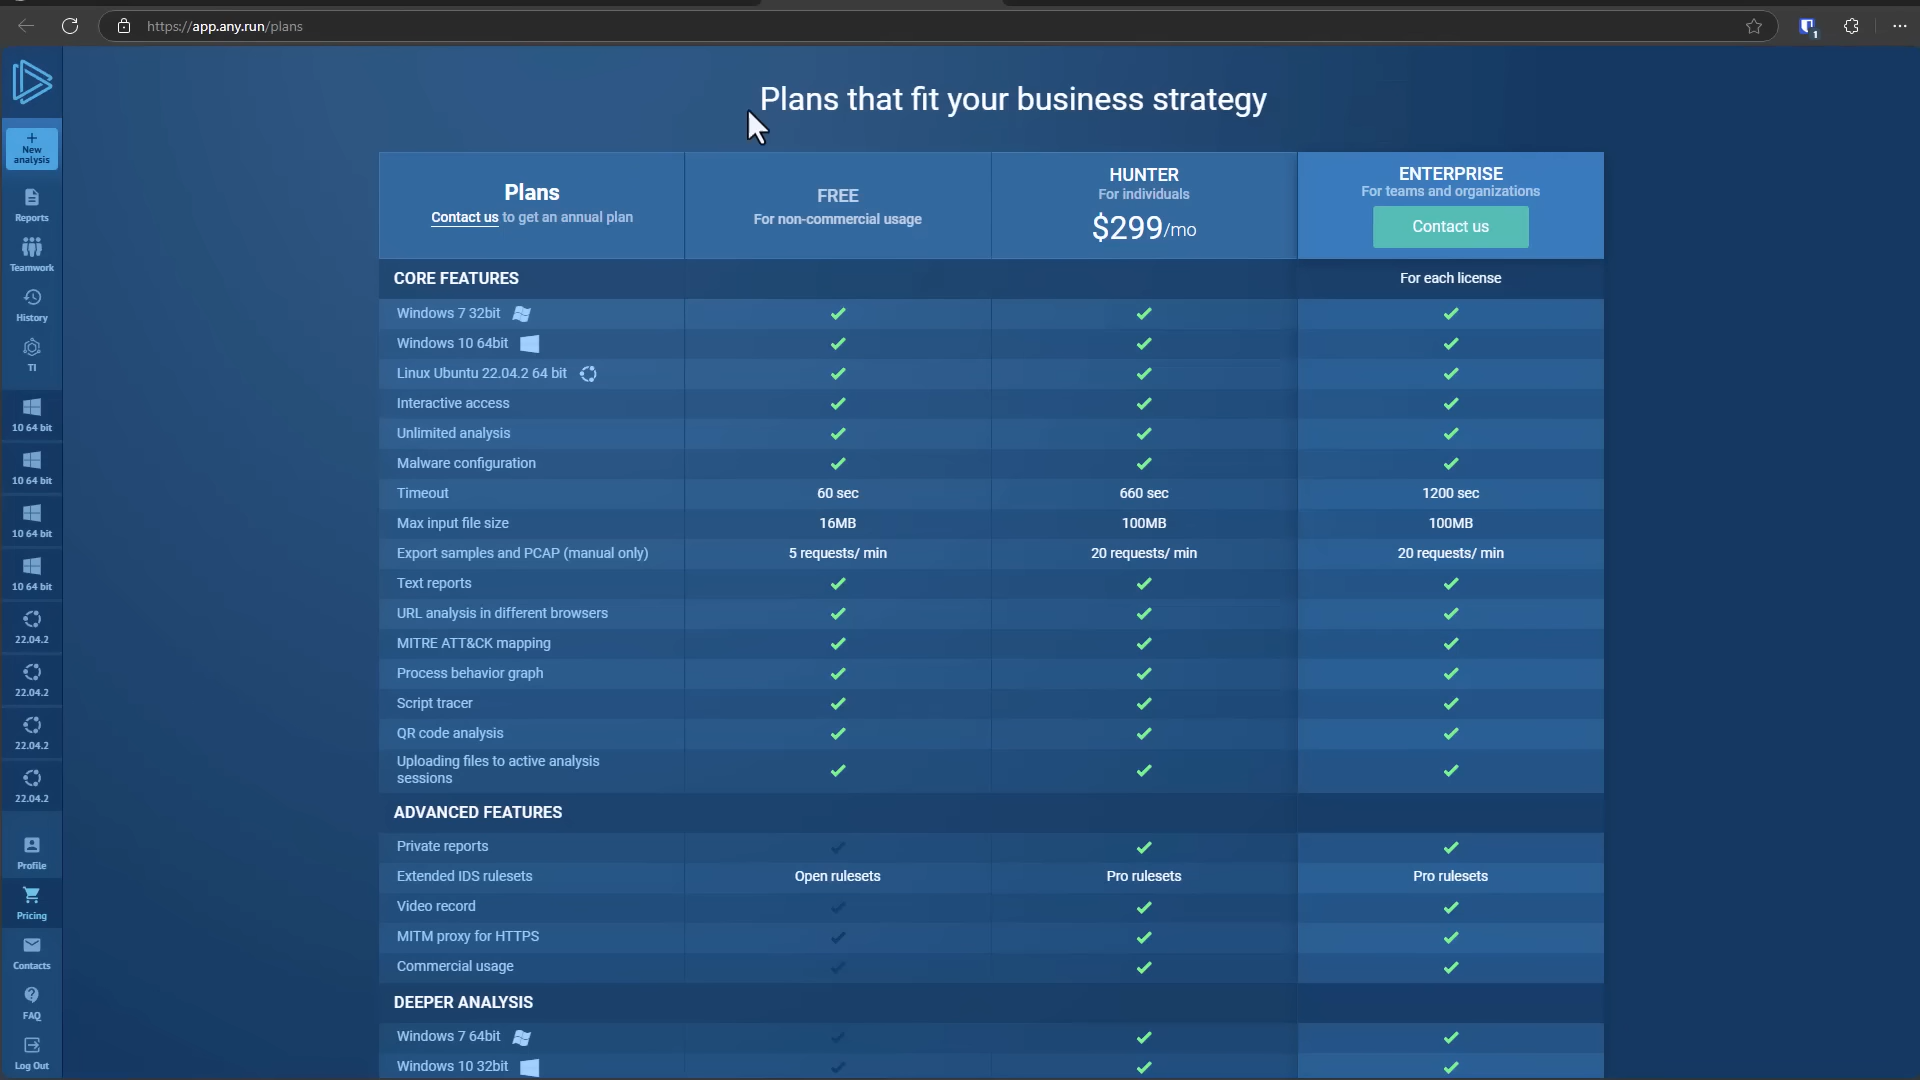 https://app.any.run/plans
1
Plans that fit your business strategy
+ New analysis
Reports
Teamwork
History
TI
10 64 bit
10 64 bit
10 64 bit
10 64 bit
22.04.2
22.04.2
22.04.2
22.04.2
Profile
Pricing
Contacts
FAQ
Log Out
Plans
Contact us to get an annual plan
FREE
For non-commercial usage
HUNTER
For individuals
$299/mo
ENTERPRISE
For teams and organizations
Contact us
CORE FEATURES For each license
Windows 7 32bit
Windows 10 64bit
Linux Ubuntu 22.04.2 64 bit
Interactive access
Unlimited analysis
Malware configuration
Timeout 60 sec 660 sec 1200 sec
Max input file size 16MB 100MB 100MB
Export samples and PCAP (manual only) 5 requests/ min 20 requests/ min 20 requests/ min
Text reports
URL analysis in different browsers
MITRE ATT&CK mapping
Process behavior graph
Script tracer
QR code analysis
Uploading files to active analysis
sessions
ADVANCED FEATURES
Private reports
Extended IDS rulesets Open rulesets Pro rulesets Pro rulesets
Video record
MITM proxy for HTTPS
Commercial usage
DEEPER ANALYSIS
Windows 7 64bit
Windows 10 32bit